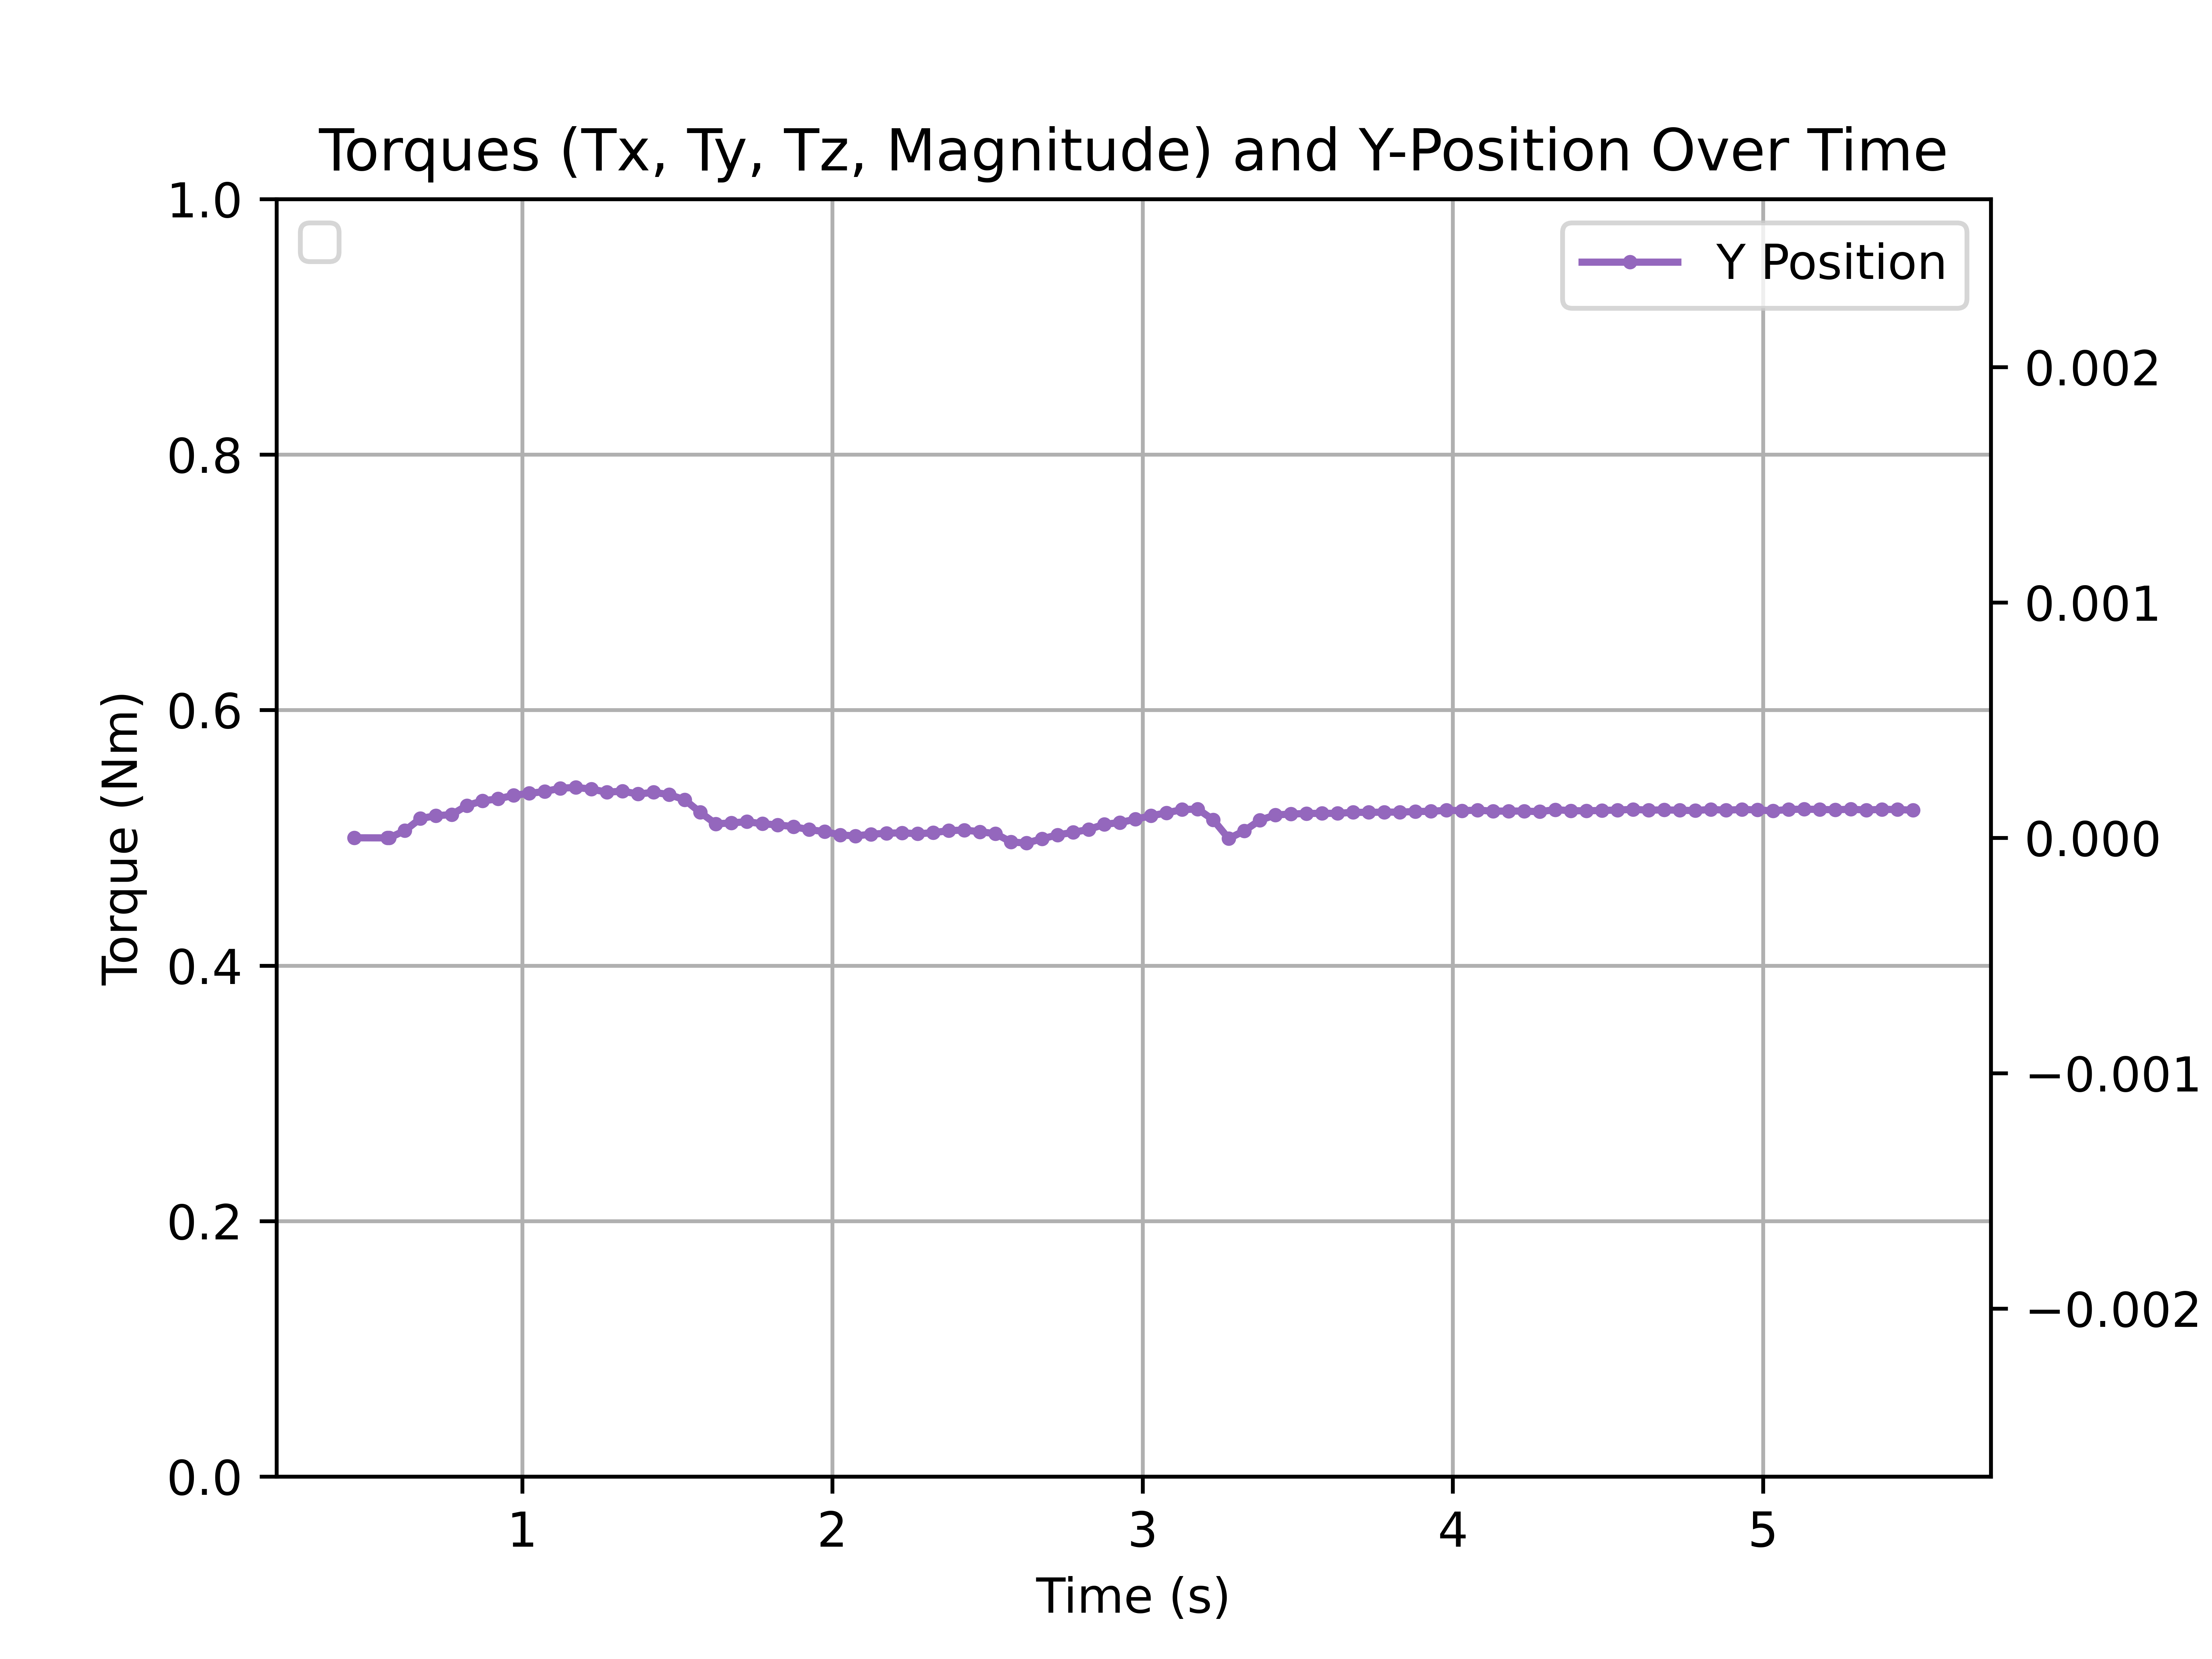 Torques (Tx, Ty, Tz, Magnitude) and Y-Position Over Time
Y Position
Torque (Nm)
1.0
0.8
0.6
0.4
0.2
0.0
0.002
0.001
0.000
−0.001
−0.002
1 2 3 4 5
Time (s)